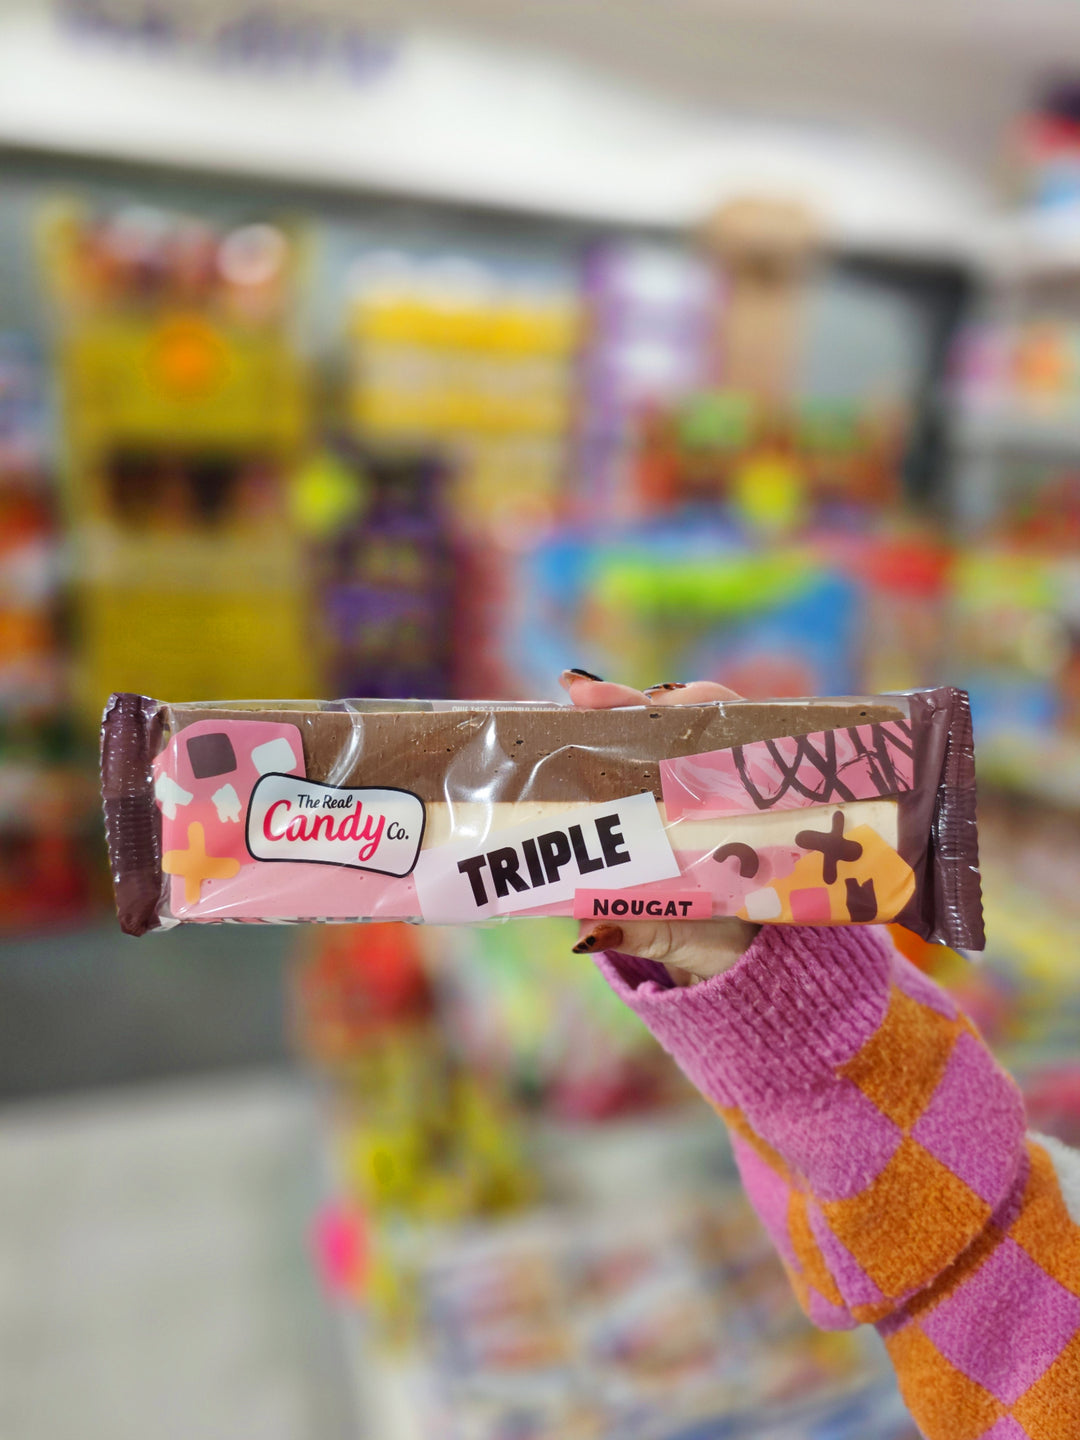 The Real
Candy Co.
TRIPLE
NOUGAT